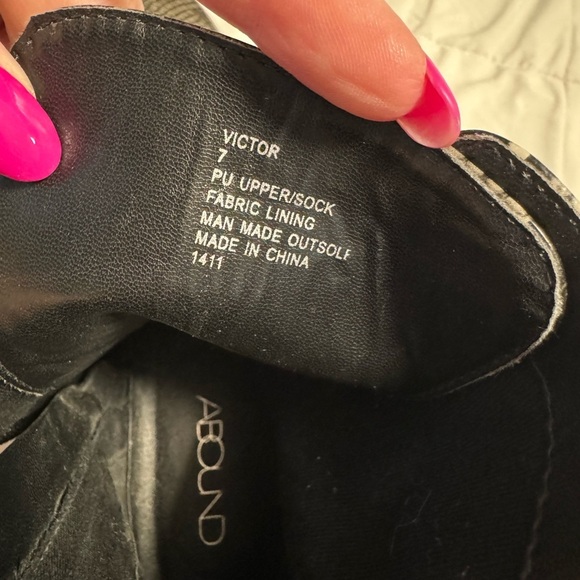 VICTOR
7
PU UPPER/SOCK
FABRIC LINING
MAN MADE OUTSOLE
MADE IN CHINA
1411
ABOUND